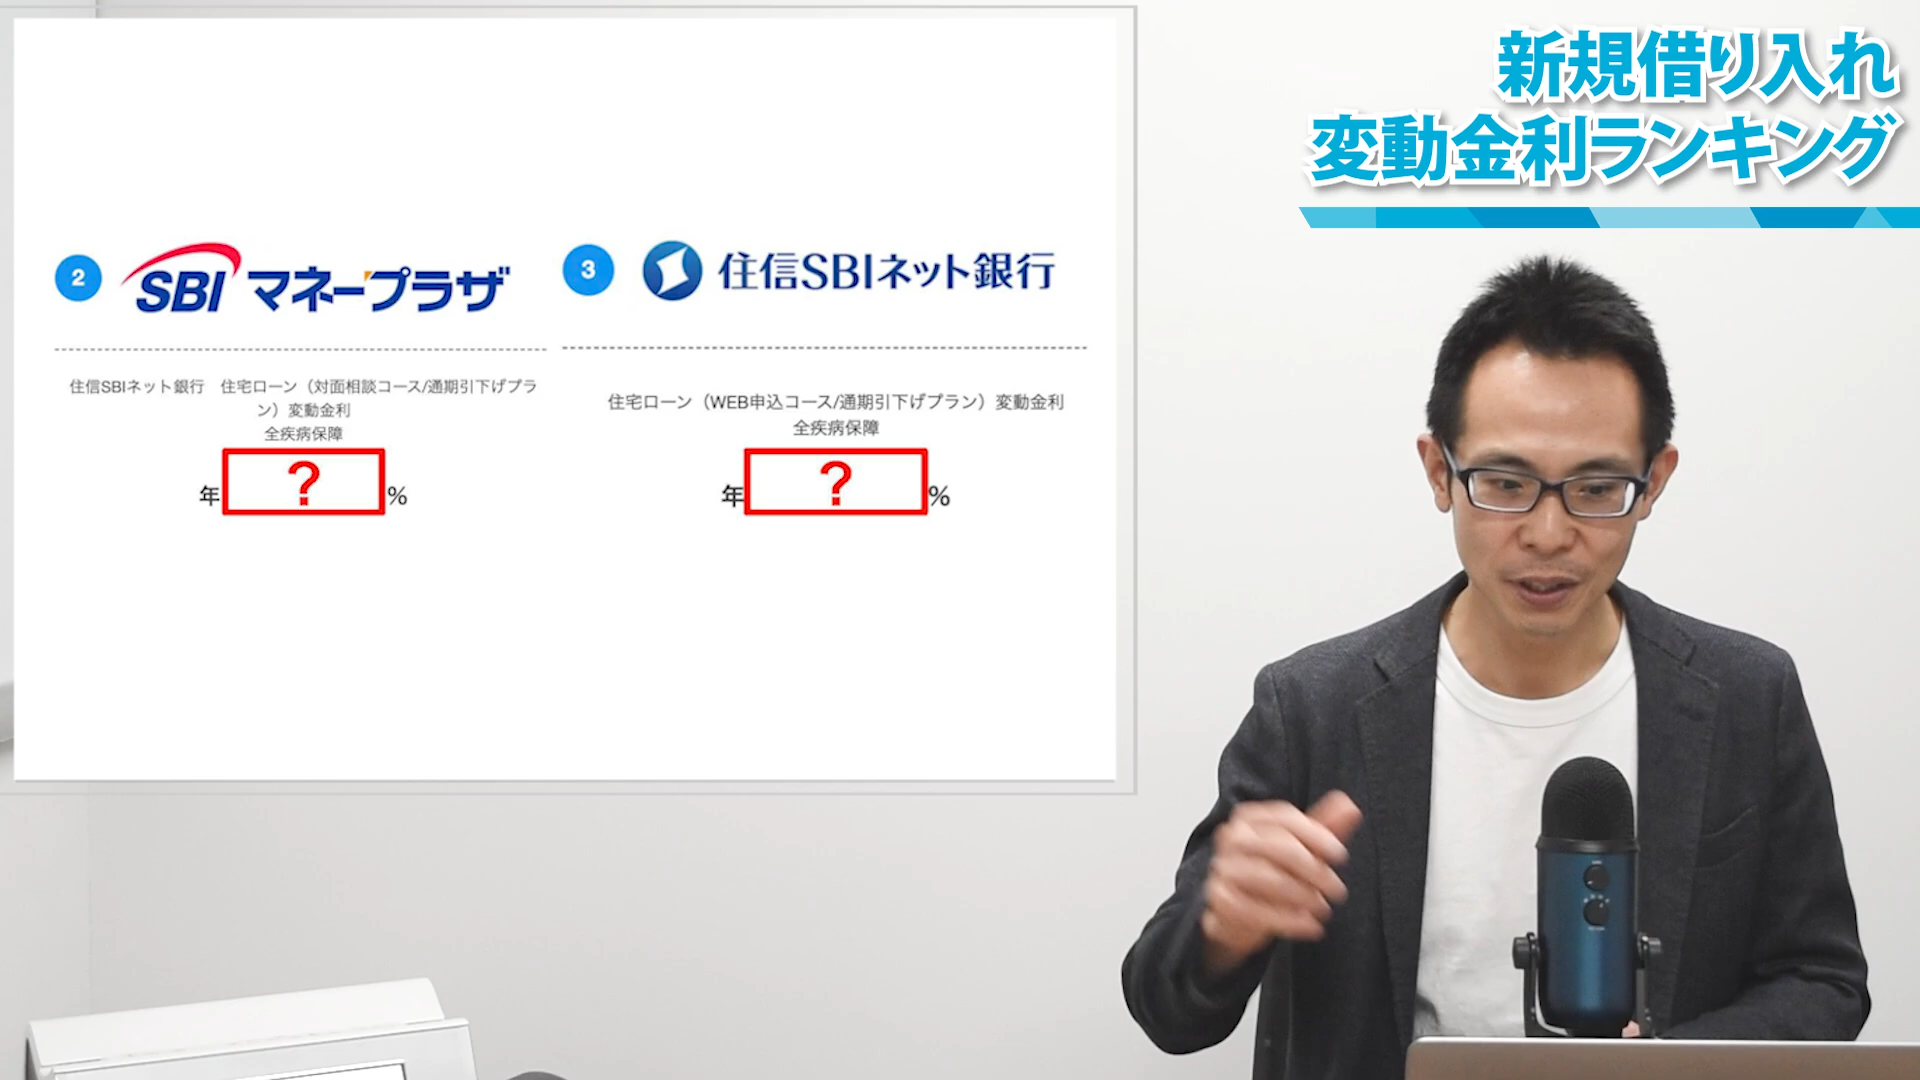 新規借り入れ
変動金利ランキング
2 SBI マネープラザ
住信SBIネット銀行　住宅ローン（対面相談コース/通期引下げプラ
ン）変動金利
全疾病保障
年 ? %
3 住信SBIネット銀行
住宅ローン（WEB申込コース/通期引下げプラン）変動金利
全疾病保障
年 ? %